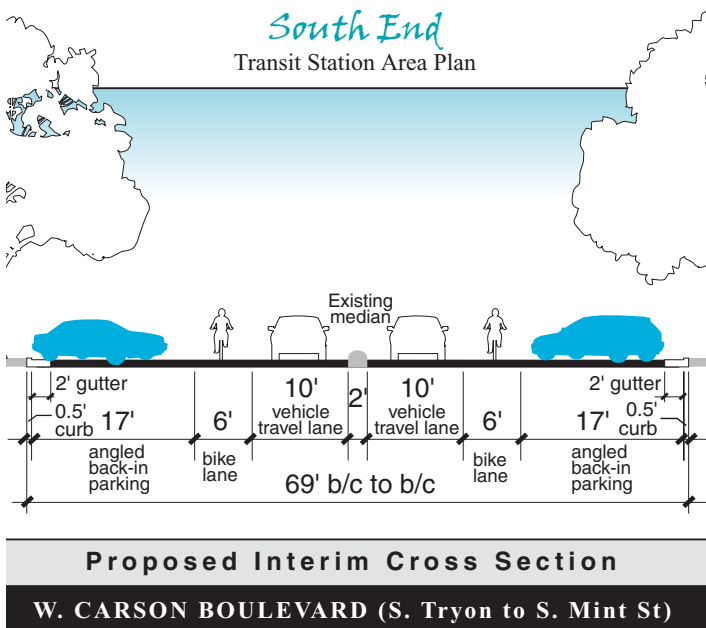 South End
Transit Station Area Plan
Existing
median
2' gutter
0.5'
curb
17'
angled
back-in
parking
6'
bike
lane
10'
vehicle
travel lane
2'
10'
vehicle
travel lane
6'
bike
lane
17'
angled
back-in
parking
2' gutter
0.5'
curb
69' b/c to b/c
Proposed Interim Cross Section
W. CARSON BOULEVARD (S. Tryon to S. Mint St)